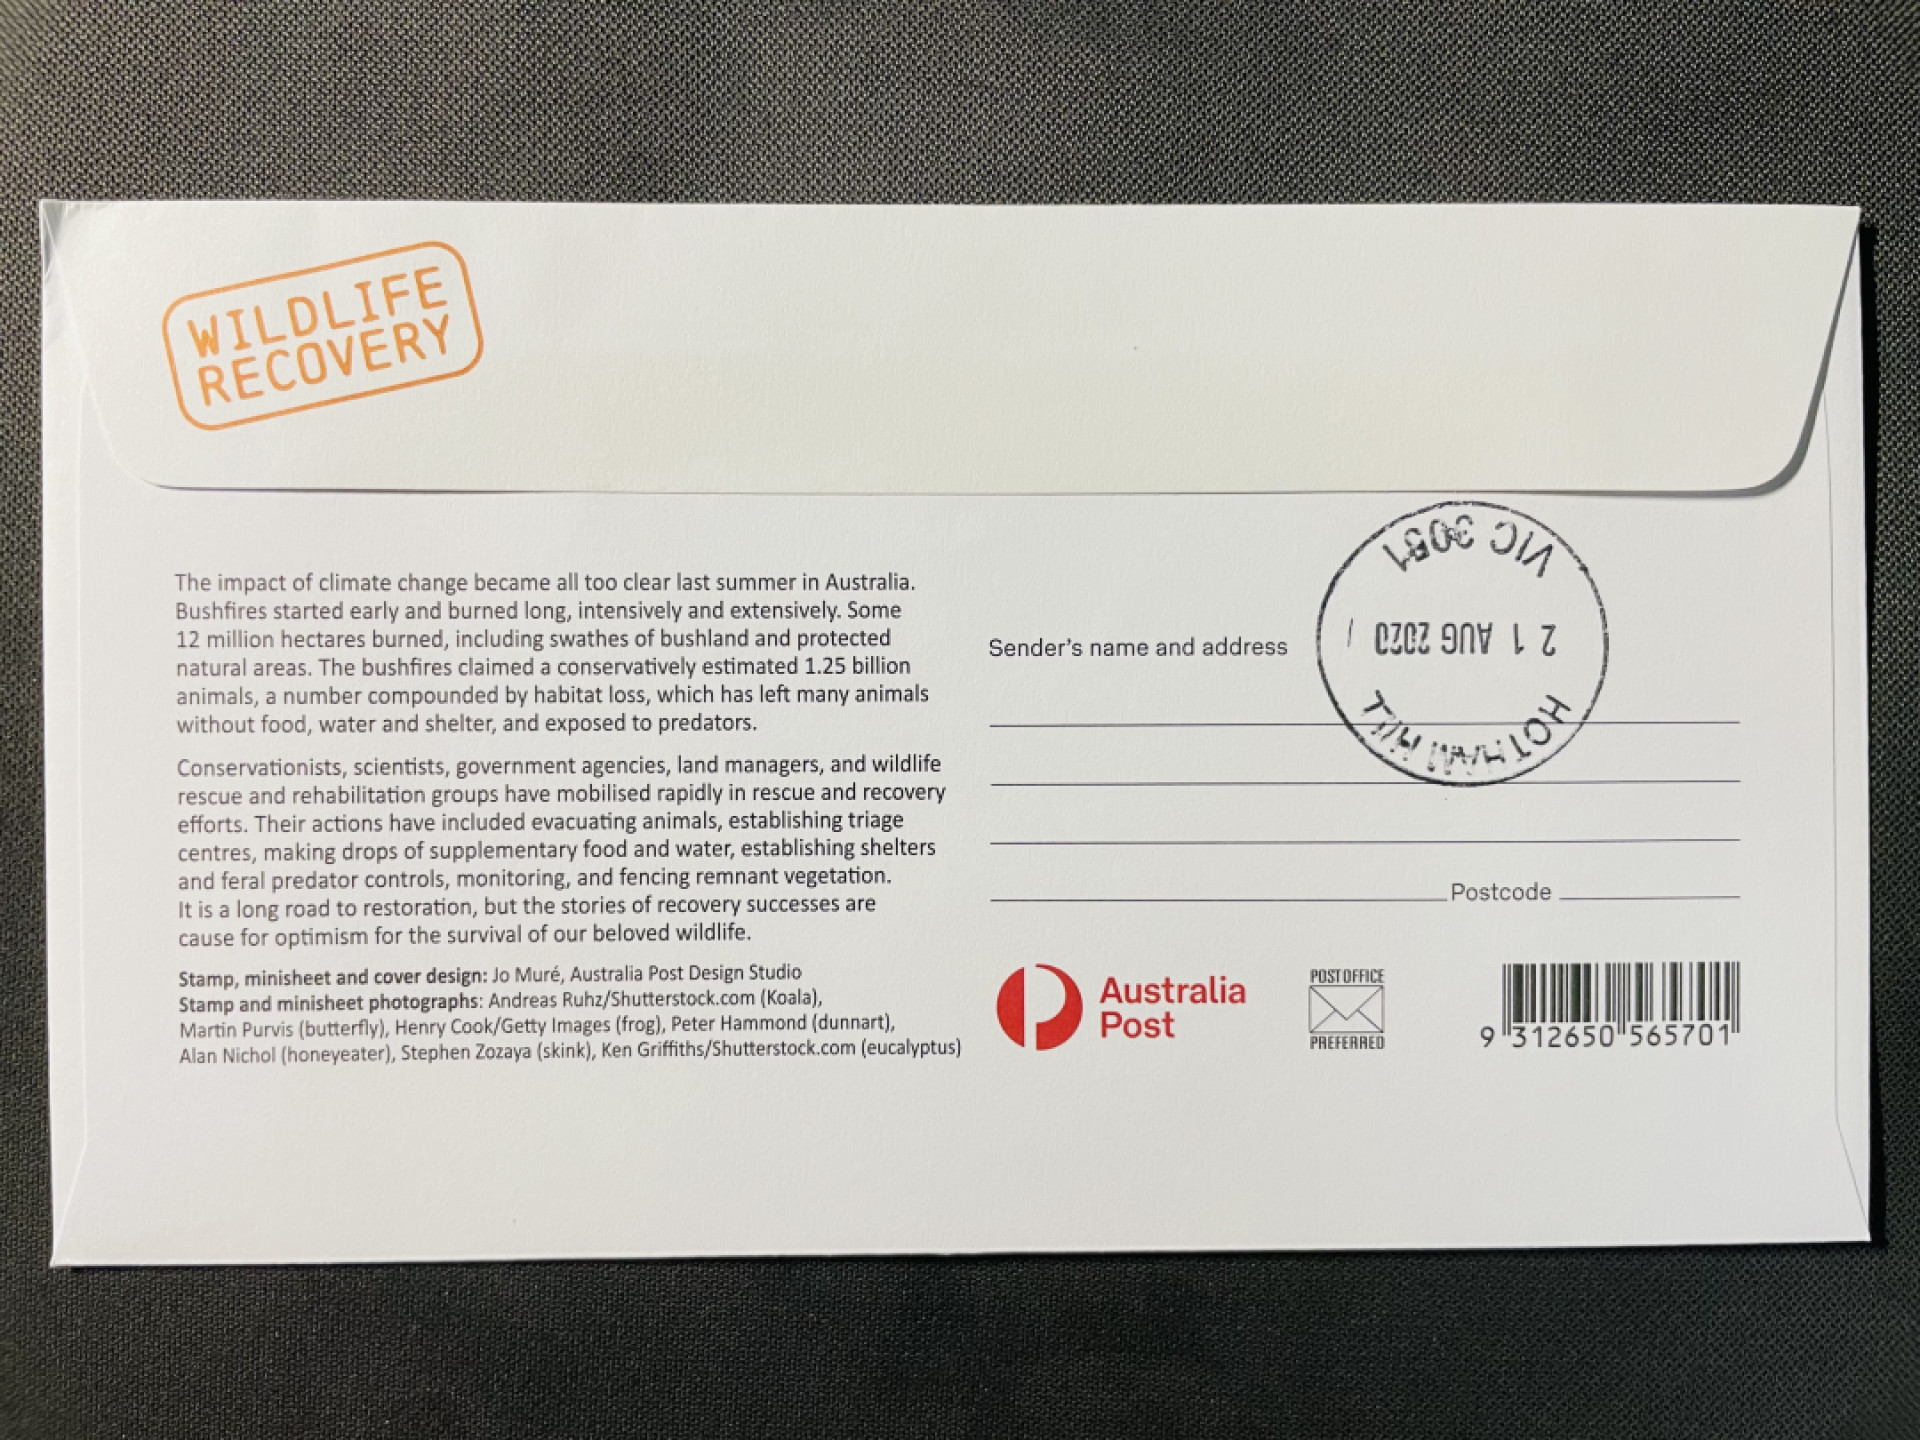 WILDLIFE
RECOVERY
The impact of climate change became all too clear last summer in Australia.
Bushfires started early and burned long, intensively and extensively. Some
12 million hectares burned, including swathes of bushland and protected
natural areas. The bushfires claimed a conservatively estimated 1.25 billion
animals, a number compounded by habitat loss, which has left many animals
without food, water and shelter, and exposed to predators.
Conservationists, scientists, government agencies, land managers, and wildlife
rescue and rehabilitation groups have mobilised rapidly in rescue and recovery
efforts. Their actions have included evacuating animals, establishing triage
centres, making drops of supplementary food and water, establishing shelters
and feral predator controls, monitoring, and fencing remnant vegetation.
It is a long road to restoration, but the stories of recovery successes are
cause for optimism for the survival of our beloved wildlife.
Stamp, minisheet and cover design: Jo Muré, Australia Post Design Studio
Stamp and minisheet photographs: Andreas Ruhz/Shutterstock.com (Koala),
Martin Purvis (butterfly), Henry Cook/Getty Images (frog), Peter Hammond (dunnart),
Alan Nichol (honeyeater), Stephen Zozaya (skink), Ken Griffiths/Shutterstock.com (eucalyptus)
HOTHAM HILL
21 AUG 2020
VIC 3051
Sender's name and address
Postcode
Australia
Post
POST OFFICE
PREFERRED
9 312650 565701